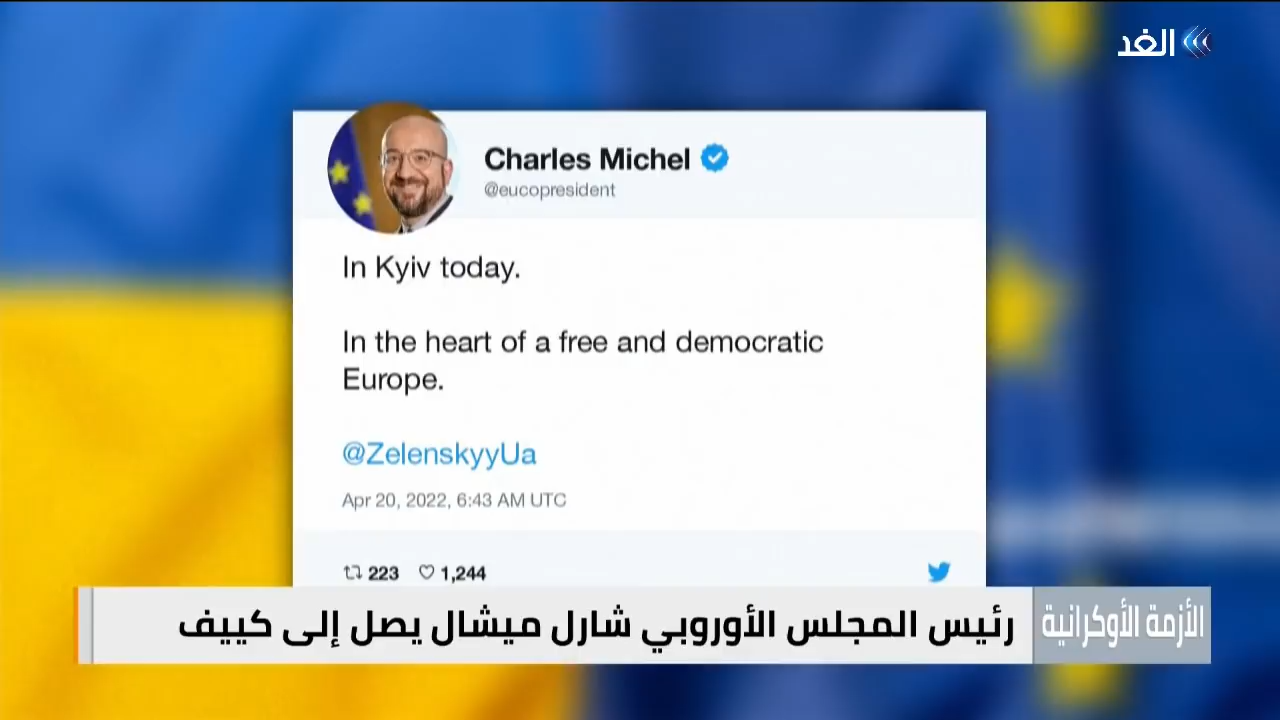 الغد
Charles Michel
@eucopresident
In Kyiv today.
In the heart of a free and democratic
Europe.
@ZelenskyyUa
Apr 20, 2022, 6:43 AM UTC
223 1,244
الأزمة الأوكرانية
رئيس المجلس الأوروبي شارل ميشال يصل إلى كييف